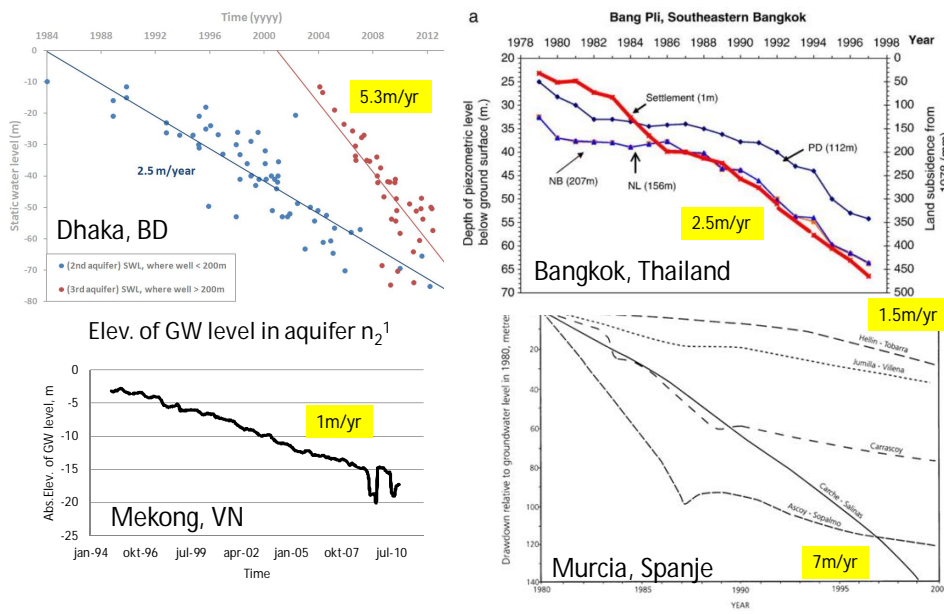 Time (yyyy)
1984 1988 1992 1996 2000 2004 2008 2012
0
-10
-20
-30
-40
-50
-60
-70
-80
Static water level (m)
5.3m/yr
2.5 m/year
Dhaka, BD
(2nd aquifer) SWL, where well < 200m
(3rd aquifer) SWL, where well > 200m
a
Bang Pli, Southeastern Bangkok
1978 1980 1982 1984 1986 1988 1990 1992 1994 1996 1998
Year
20
25
30
35
40
45
50
55
60
65
70
Depth of piezometric level
below ground surface (m.)
0
50
100
150
200
250
300
350
400
450
500
Land subsidence from
1978 (mm)
Settlement (1m)
PD (112m)
NB (207m)
NL (156m)
2.5m/yr
Bangkok, Thailand
Elev. of GW level in aquifer n₂¹
0
-5
-10
-15
-20
-25
Abs.Elev. of GW level, m
1m/yr
Mekong, VN
jan-94 okt-96 jul-99 apr-02 jan-05 okt-07 jul-10
Time
1.5m/yr
Hellin - Tobarra
Jumilla - Villena
Carrascoy
Carche - Salinas
Ascoy - Sopalmo
20
40
60
80
100
120
140
Drawdown relative to groundwater level in 1980, metres
7m/yr
Murcia, Spanje
1980 1985 1990 1995
YEAR